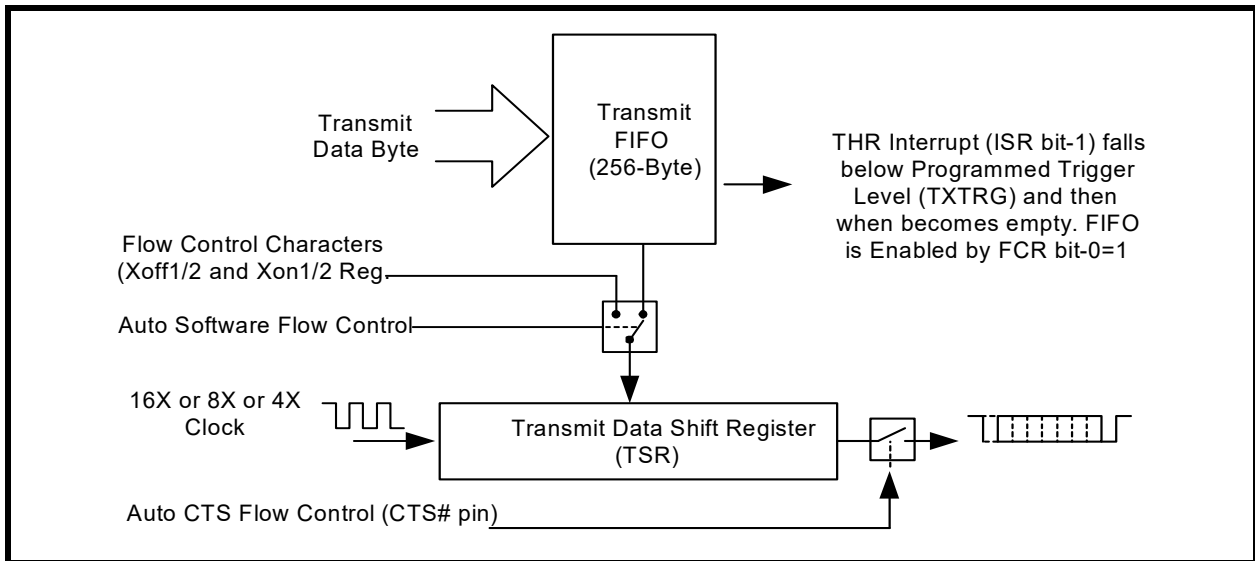 Transmit
FIFO
(256-Byte)
Transmit
Data Byte
THR Interrupt (ISR bit-1) falls
below Programmed Trigger
Level (TXTRG) and then
when becomes empty. FIFO
is Enabled by FCR bit-0=1
Flow Control Characters
(Xoff1/2 and Xon1/2 Reg.
Auto Software Flow Control
16X or 8X or 4X
Clock
Transmit Data Shift Register
(TSR)
Auto CTS Flow Control (CTS# pin)